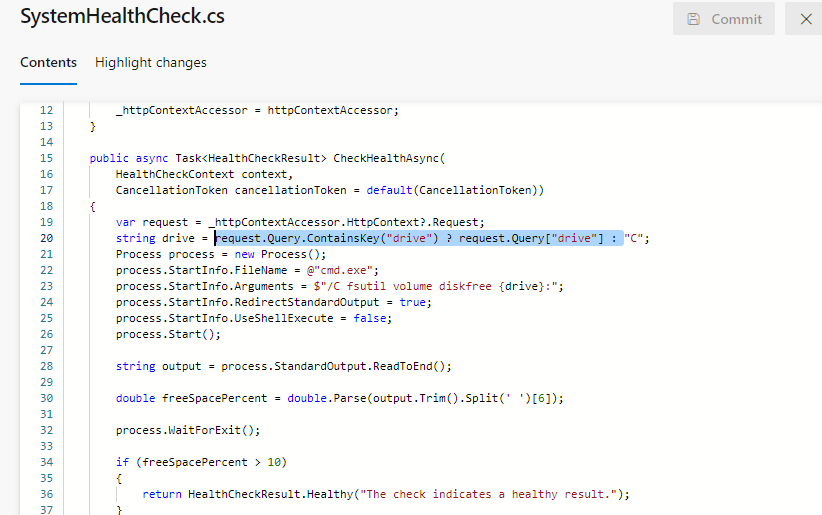 SystemHealthCheck.cs
Commit
Contents
Highlight changes
12 _httpContextAccessor = httpContextAccessor;
13 }
14
15 public async Task<HealthCheckResult> CheckHealthAsync(
16 HealthCheckContext context,
17 CancellationToken cancellationToken = default(CancellationToken))
18 {
19 var request = _httpContextAccessor.HttpContext?.Request;
20 string drive = request.Query.ContainsKey("drive") ? request.Query["drive"] : "C";
21 Process process = new Process();
22 process.StartInfo.FileName = @"cmd.exe";
23 process.StartInfo.Arguments = $"/C fsutil volume diskfree {drive}:";
24 process.StartInfo.RedirectStandardOutput = true;
25 process.StartInfo.UseShellExecute = false;
26 process.Start();
27
28 string output = process.StandardOutput.ReadToEnd();
29
30 double freeSpacePercent = double.Parse(output.Trim().Split(' ')[6]);
31
32 process.WaitForExit();
33
34 if (freeSpacePercent > 10)
35 {
36 return HealthCheckResult.Healthy("The check indicates a healthy result.");
37 }